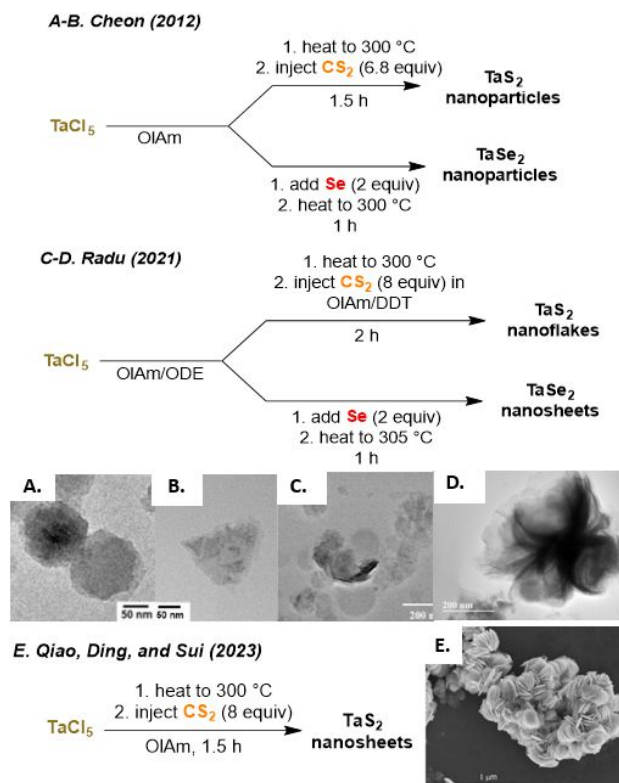 A-B. Cheon (2012)
1. heat to 300 °C
2. inject CS2 (6.8 equiv)
1.5 h
TaS2
nanoparticles
TaCl5
OlAm
TaSe2
nanoparticles
1. add Se (2 equiv)
2. heat to 300 °C
1 h
C-D. Radu (2021)
1. heat to 300 °C
2. inject CS2 (8 equiv) in
OlAm/DDT
2 h
TaS2
nanoflakes
TaCl5
OlAm/ODE
TaSe2
nanosheets
1. add Se (2 equiv)
2. heat to 305 °C
1 h
A.
B.
C.
D.
50 nm
50 nm
200 n
200 nm
E. Qiao, Ding, and Sui (2023)
1. heat to 300 °C
2. inject CS2 (8 equiv)
TaCl5
OlAm, 1.5 h
TaS2
nanosheets
E.
1 µm